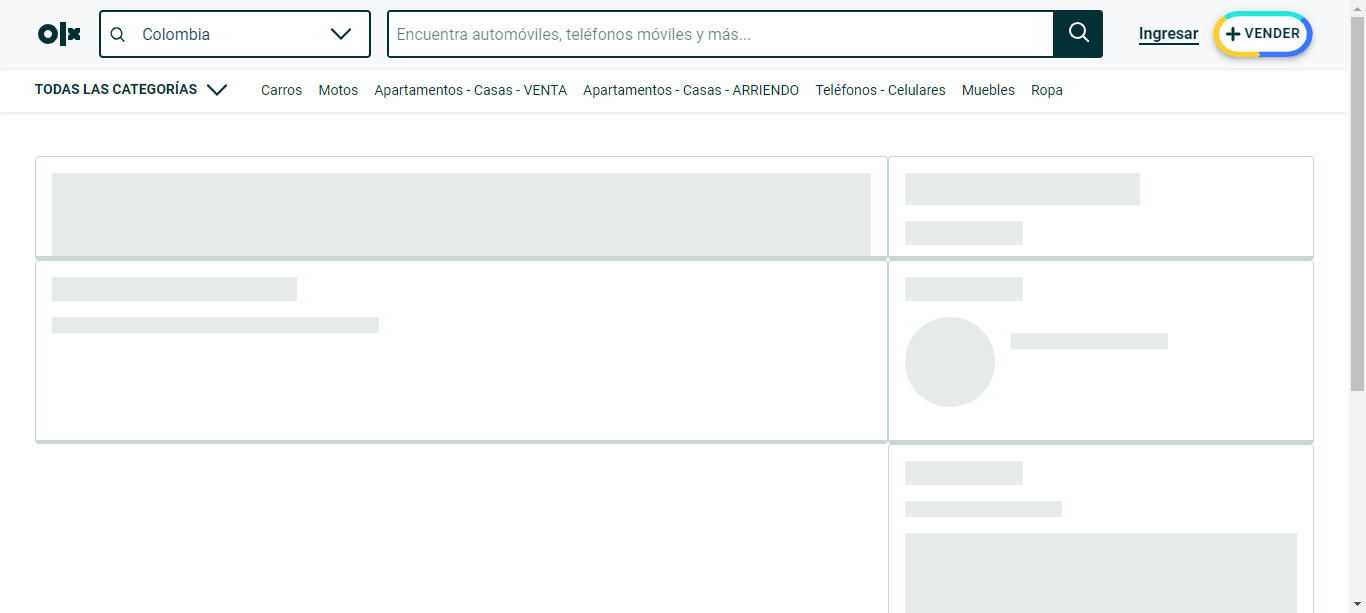 olx
Colombia
Encuentra automóviles, teléfonos móviles y más...
Ingresar
VENDER
TODAS LAS CATEGORÍAS
Carros
Motos
Apartamentos - Casas - VENTA
Apartamentos - Casas - ARRIENDO
Teléfonos - Celulares
Muebles
Ropa